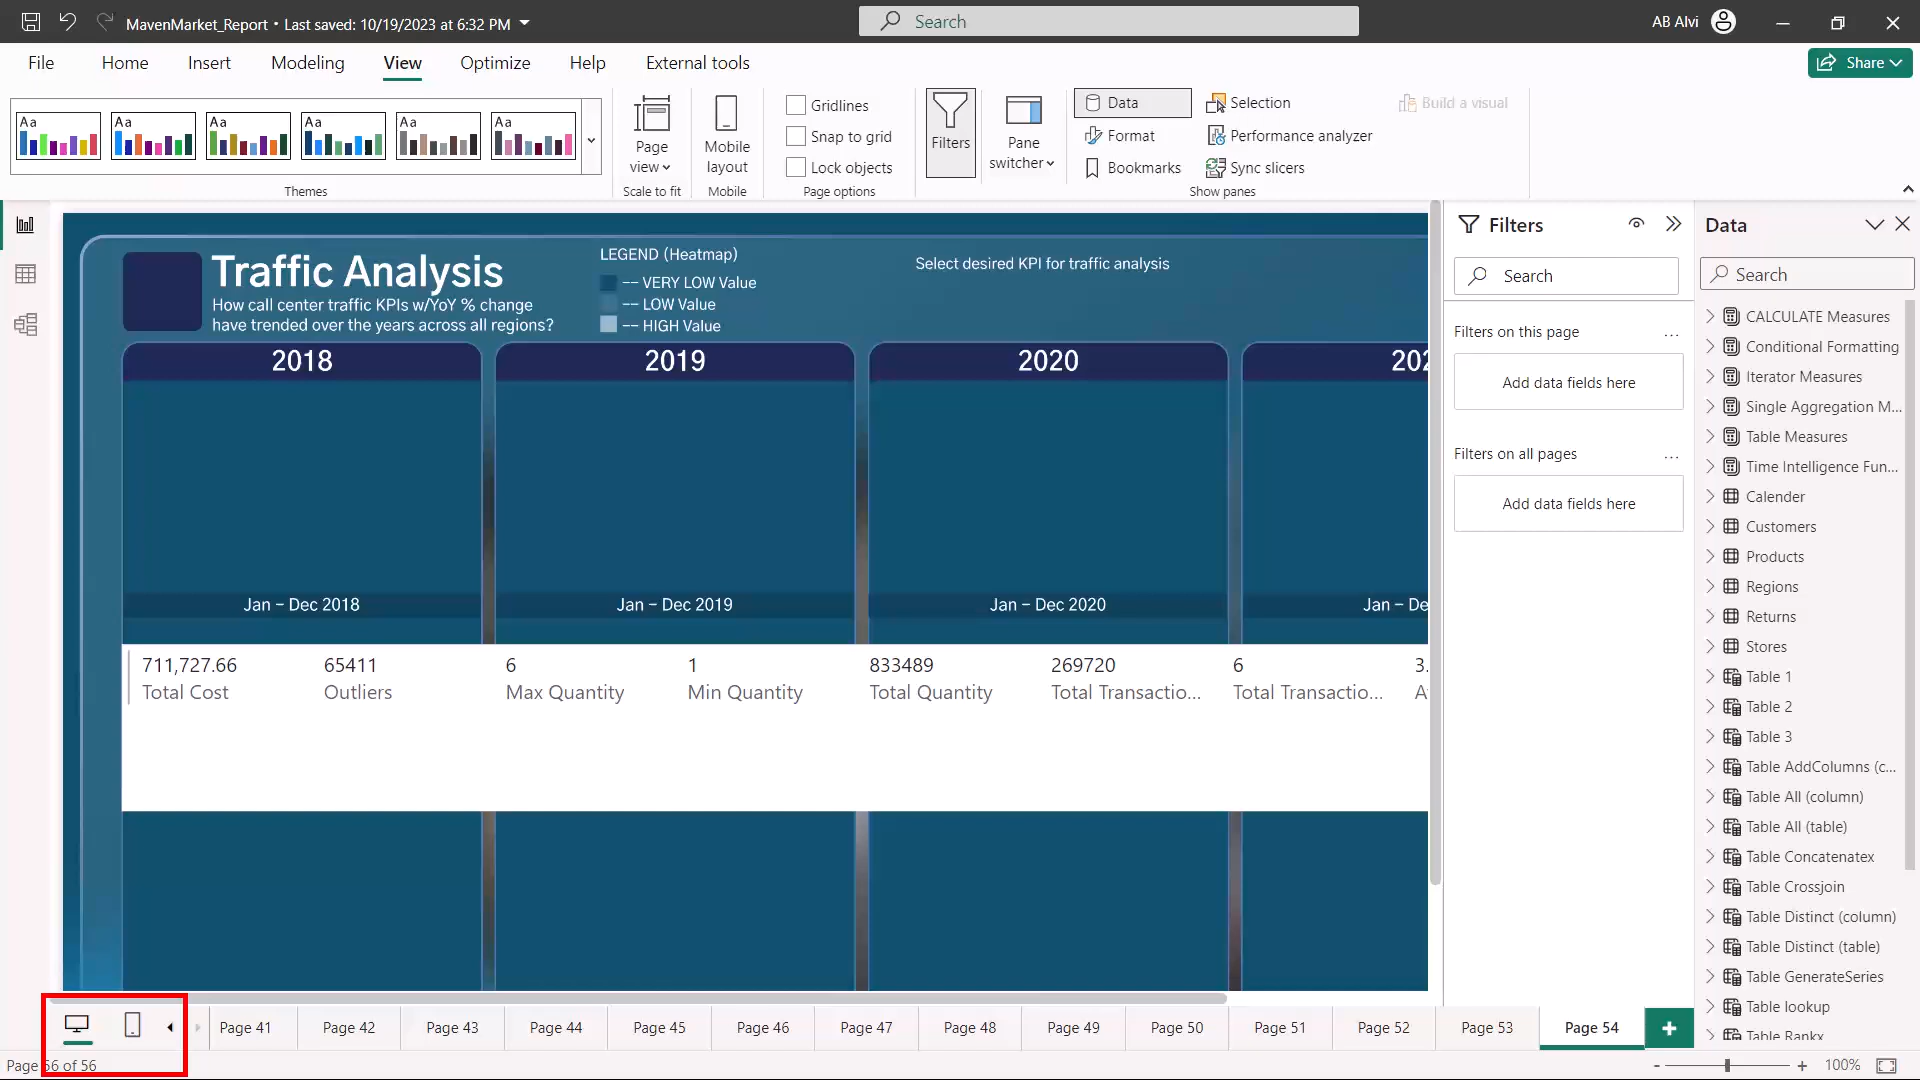 MavenMarket_Report • Last saved: 10/19/2023 at 6:32 PM
Search
AB Alvi
File Home Insert Modeling View Optimize Help External tools
Share
Aa Aa Aa Aa Aa Aa
Themes
Page view
Scale to fit
Mobile layout
Mobile
Gridlines
Snap to grid
Lock objects
Page options
Filters
Pane switcher
Data
Format
Bookmarks
Selection
Performance analyzer
Sync slicers
Show panes
Build a visual
Traffic Analysis
How call center traffic KPIs w/YoY % change
have trended over the years across all regions?
LEGEND (Heatmap)
-- VERY LOW Value
-- LOW Value
-- HIGH Value
Select desired KPI for traffic analysis
2018 2019 2020 202
Jan – Dec 2018 Jan – Dec 2019 Jan – Dec 2020 Jan – De
711,727.66 65411 6 1 833489 269720 6 3.
Total Cost Outliers Max Quantity Min Quantity Total Quantity Total Transactio... Total Transactio... A
Filters
Search
Filters on this page ...
Add data fields here
Filters on all pages ...
Add data fields here
Data
Search
CALCULATE Measures
Conditional Formatting
Iterator Measures
Single Aggregation M...
Table Measures
Time Intelligence Fun...
Calender
Customers
Products
Regions
Returns
Stores
Table 1
Table 2
Table 3
Table AddColumns (c...
Table All (column)
Table All (table)
Table Concatenatex
Table Crossjoin
Table Distinct (column)
Table Distinct (table)
Table GenerateSeries
Table lookup
Table Rankx
Page 41 Page 42 Page 43 Page 44 Page 45 Page 46 Page 47 Page 48 Page 49 Page 50 Page 51 Page 52 Page 53 Page 54 +
Page 56 of 56
- + 100%